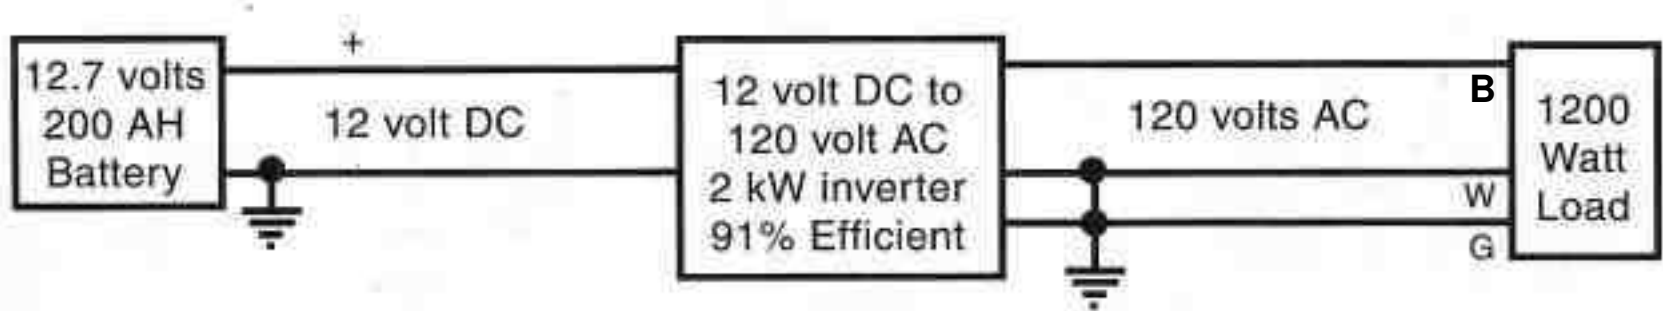 12.7 volts
200 AH
Battery
+
12 volt DC
12 volt DC to
120 volt AC
2 kW inverter
91% Efficient
120 volts AC
B
W
G
1200
Watt
Load